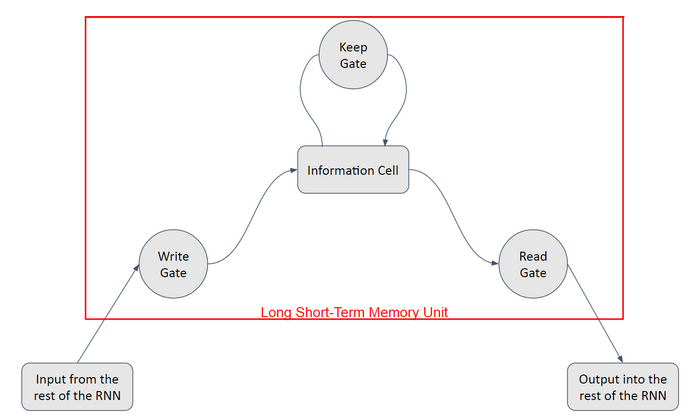 Keep
Gate
Information Cell
Write
Gate
Read
Gate
Long Short-Term Memory Unit
Input from the
rest of the RNN
Output into the
rest of the RNN